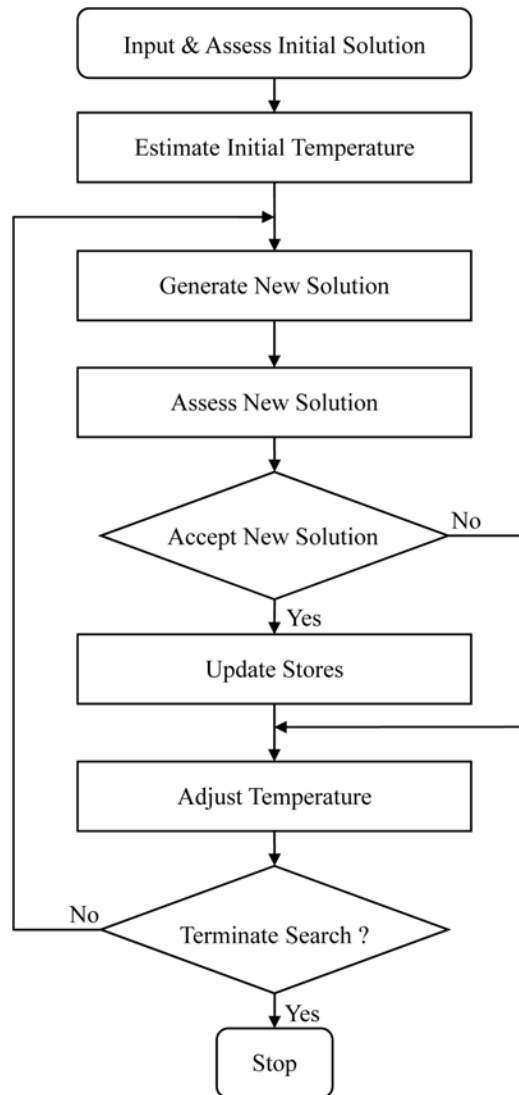 Input & Assess Initial Solution
Estimate Initial Temperature
Generate New Solution
Assess New Solution
Accept New Solution
No
Yes
Update Stores
Adjust Temperature
No
Terminate Search ?
Yes
Stop